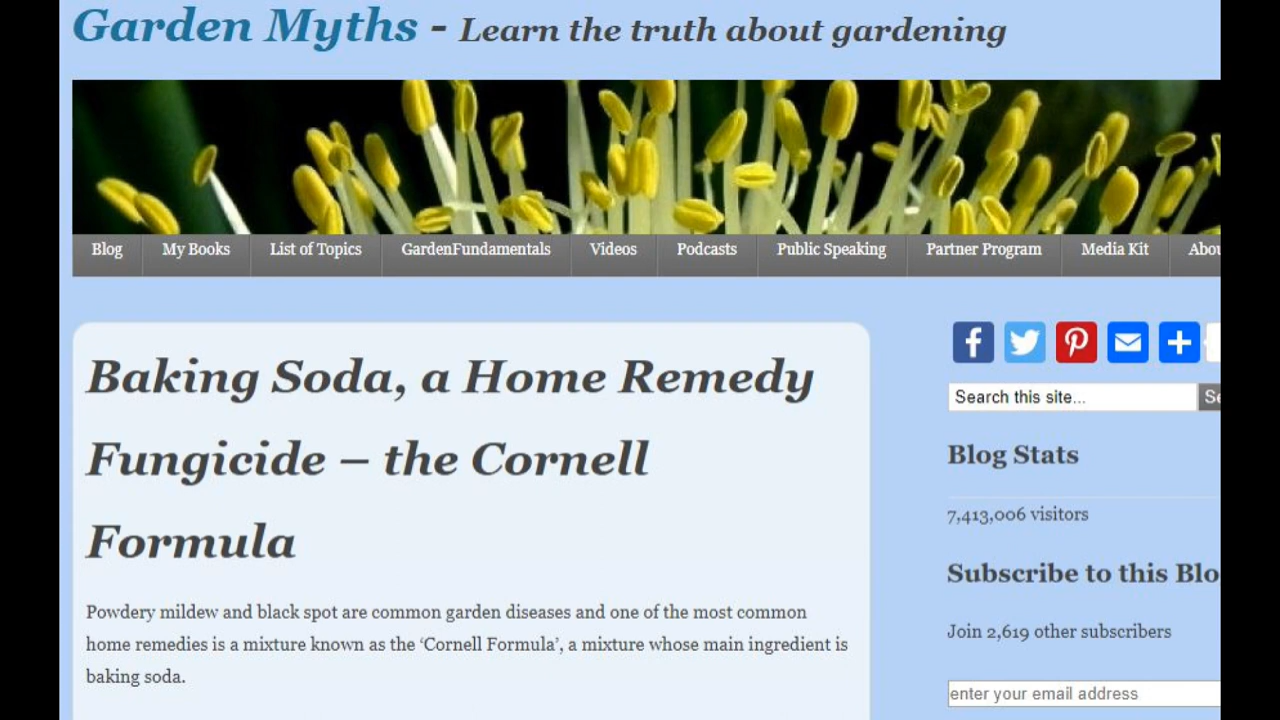 Garden Myths - Learn the truth about gardening
Blog My Books List of Topics GardenFundamentals Videos Podcasts Public Speaking Partner Program Media Kit
Baking Soda, a Home Remedy
Fungicide – the Cornell
Formula
Powdery mildew and black spot are common garden diseases and one of the most common
home remedies is a mixture known as the ‘Cornell Formula’, a mixture whose main ingredient is
baking soda.
Search this site...
Blog Stats
7,413,006 visitors
Subscribe to this Blo
Join 2,619 other subscribers
enter your email address